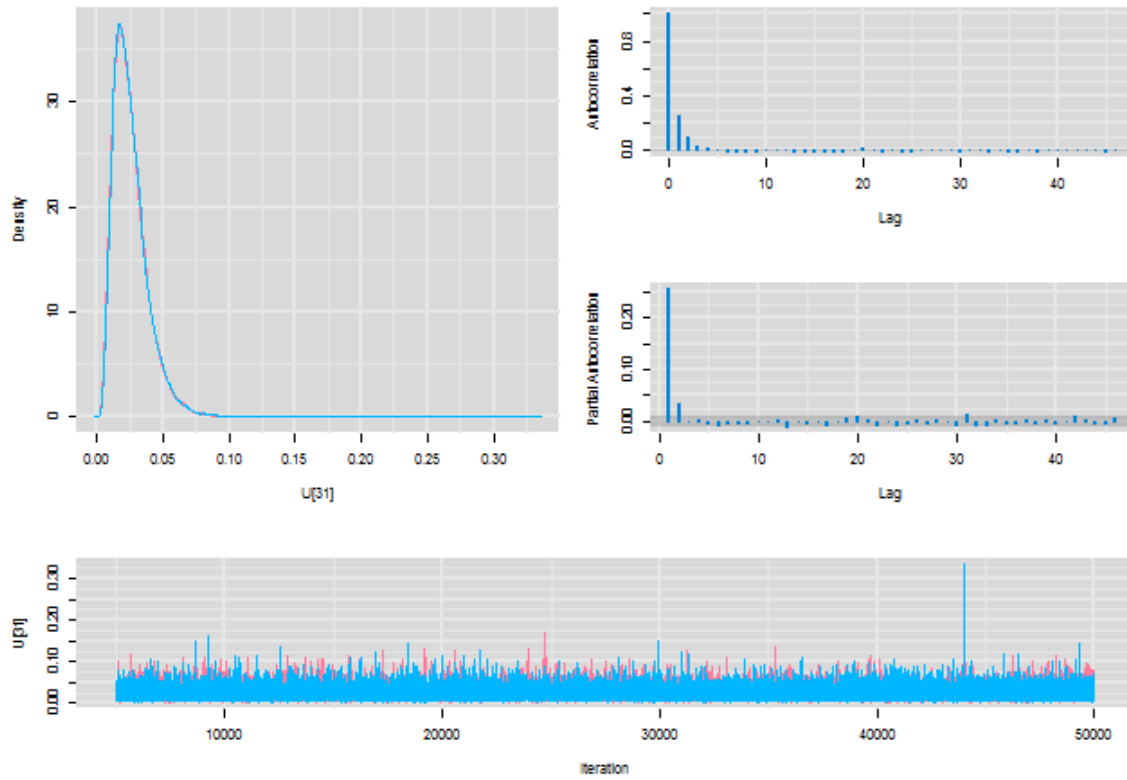 Density
0 10 20 30
0.00 0.05 0.10 0.15 0.20 0.25 0.30
U[31]
Autocorrelation
0.0 0.4 0.8
0 10 20 30 40
Lag
Partial Autocorrelation
0.00 0.10 0.20
0 10 20 30 40
Lag
U[31]
0.00 0.10 0.20 0.30
10000 20000 30000 40000 50000
Iteration